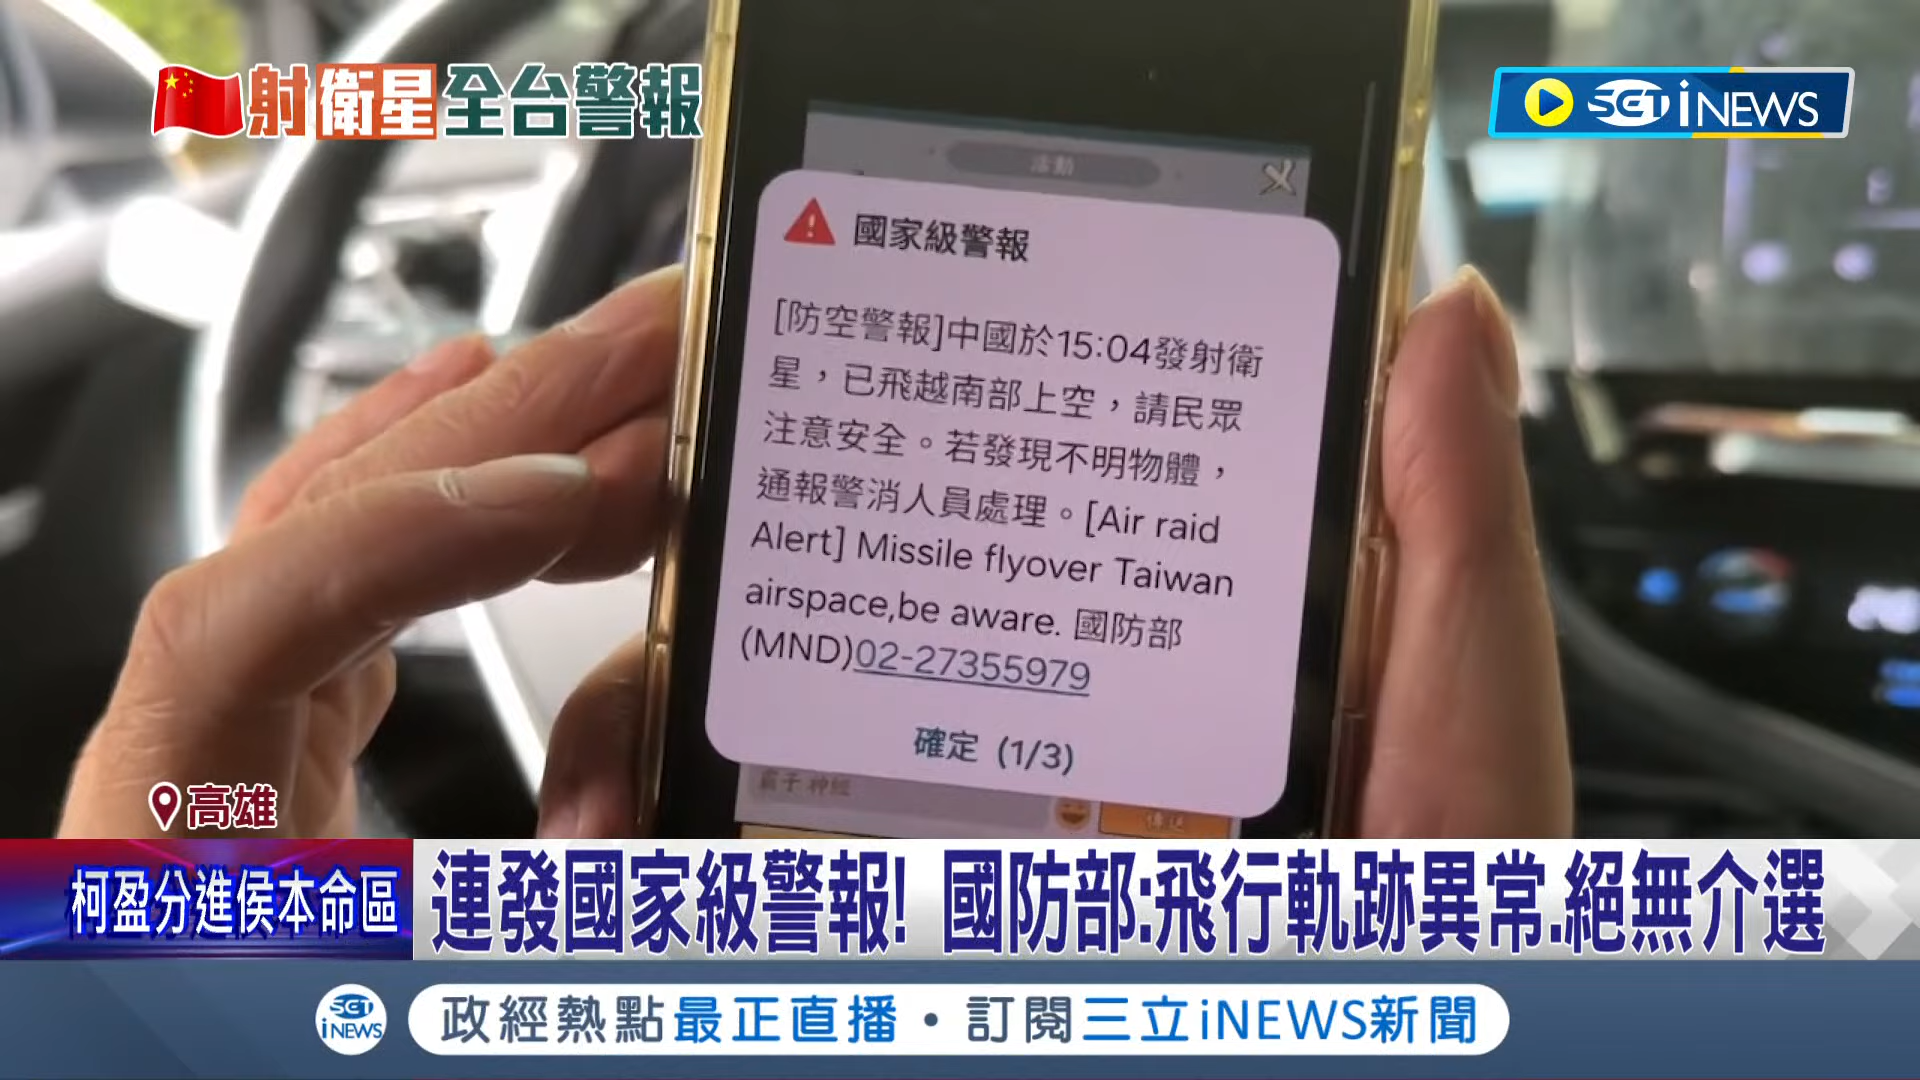 射衛星全台警報
SETi NEWS
活動
國家級警報
[防空警報]中國於15:04發射衛
星，已飛越南部上空，請民眾
注意安全。若發現不明物體，
通報警消人員處理。[Air raid
Alert] Missile flyover Taiwan
airspace,be aware. 國防部
(MND)02-27355979
確定 (1/3)
傳送
高雄
柯盈分進侯本命區
連發國家級警報! 國防部:飛行軌跡異常.絕無介選
SET
iNEWS
政經熱點最正直播・訂閱三立iNEWS新聞